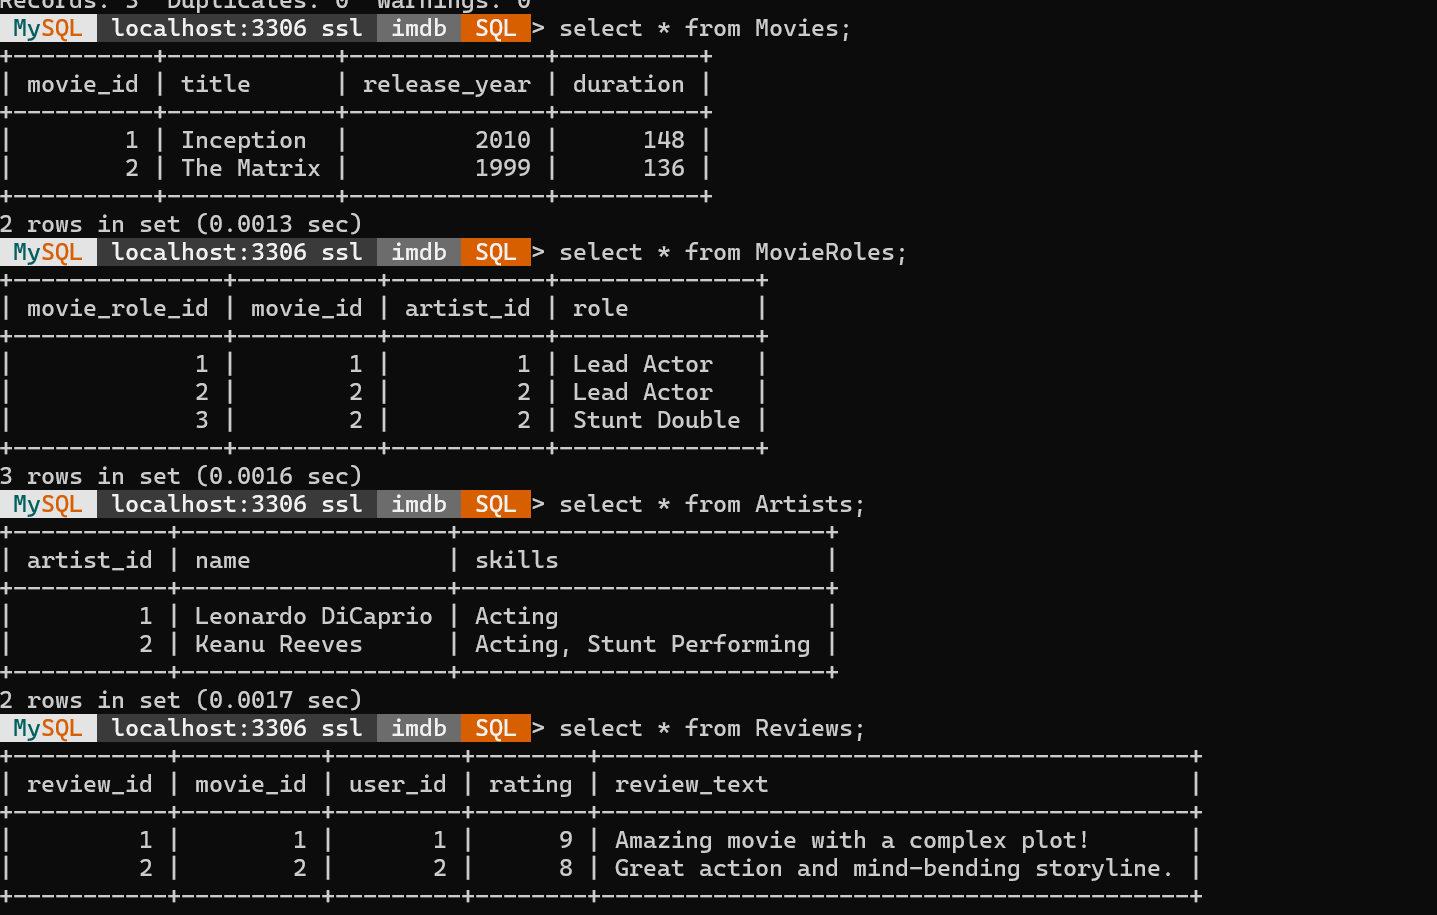 Records: 3  Duplicates: 0  Warnings: 0
MySQL  localhost:3306 ssl  imdb  SQL > select * from Movies;
+----------+------------+--------------+----------+
| movie_id | title      | release_year | duration |
+----------+------------+--------------+----------+
|        1 | Inception  |         2010 |      148 |
|        2 | The Matrix |         1999 |      136 |
+----------+------------+--------------+----------+
2 rows in set (0.0013 sec)
MySQL  localhost:3306 ssl  imdb  SQL > select * from MovieRoles;
+---------------+----------+-----------+--------------+
| movie_role_id | movie_id | artist_id | role         |
+---------------+----------+-----------+--------------+
|             1 |        1 |         1 | Lead Actor   |
|             2 |        2 |         2 | Lead Actor   |
|             3 |        2 |         2 | Stunt Double |
+---------------+----------+-----------+--------------+
3 rows in set (0.0016 sec)
MySQL  localhost:3306 ssl  imdb  SQL > select * from Artists;
+-----------+-------------------+--------------------------+
| artist_id | name              | skills                   |
+-----------+-------------------+--------------------------+
|         1 | Leonardo DiCaprio | Acting                   |
|         2 | Keanu Reeves      | Acting, Stunt Performing |
+-----------+-------------------+--------------------------+
2 rows in set (0.0017 sec)
MySQL  localhost:3306 ssl  imdb  SQL > select * from Reviews;
+-----------+----------+---------+--------+------------------------------------------+
| review_id | movie_id | user_id | rating | review_text                              |
+-----------+----------+---------+--------+------------------------------------------+
|         1 |        1 |       1 |      9 | Amazing movie with a complex plot!       |
|         2 |        2 |       2 |      8 | Great action and mind-bending storyline. |
+-----------+----------+---------+--------+------------------------------------------+